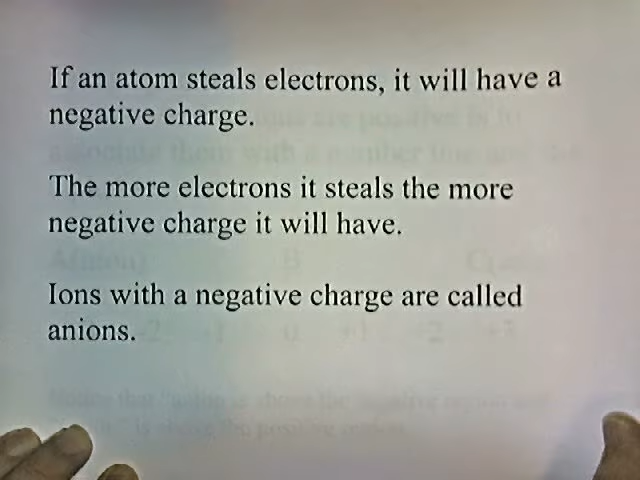 If an atom steals electrons, it will have a
negative charge.
The more electrons it steals the more
negative charge it will have.
Ions with a negative charge are called
anions.